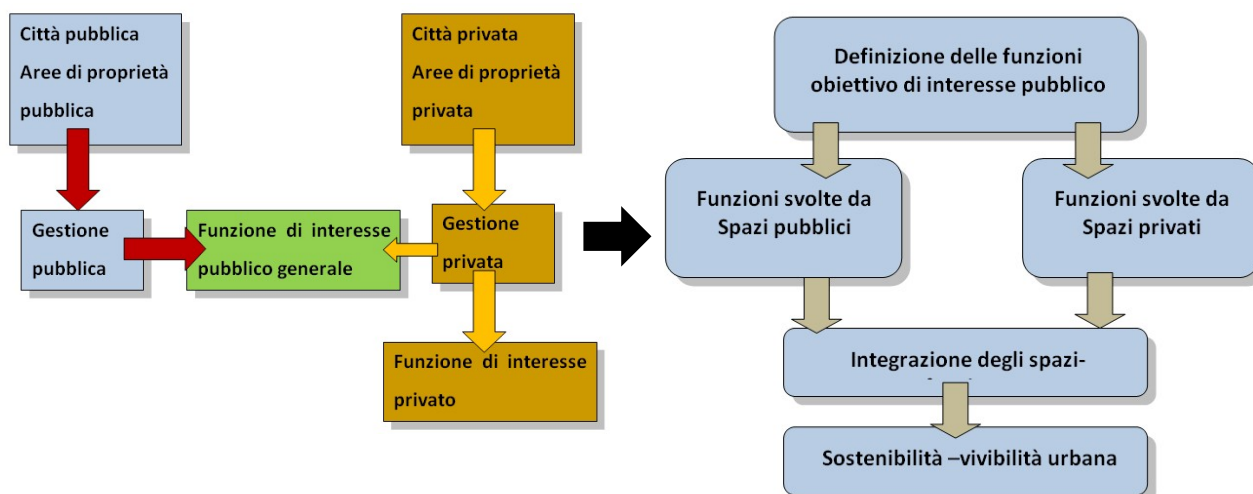 Città pubblica
Aree di proprietà
pubblica
Città privata
Aree di proprietà
privata
Gestione
pubblica
Funzione di interesse
pubblico generale
Gestione
privata
Funzione di interesse
privato
Definizione delle funzioni
obiettivo di interesse pubblico
Funzioni svolte da
Spazi pubblici
Funzioni svolte da
Spazi privati
Integrazione degli spazi-
Sostenibilità –vivibilità urbana